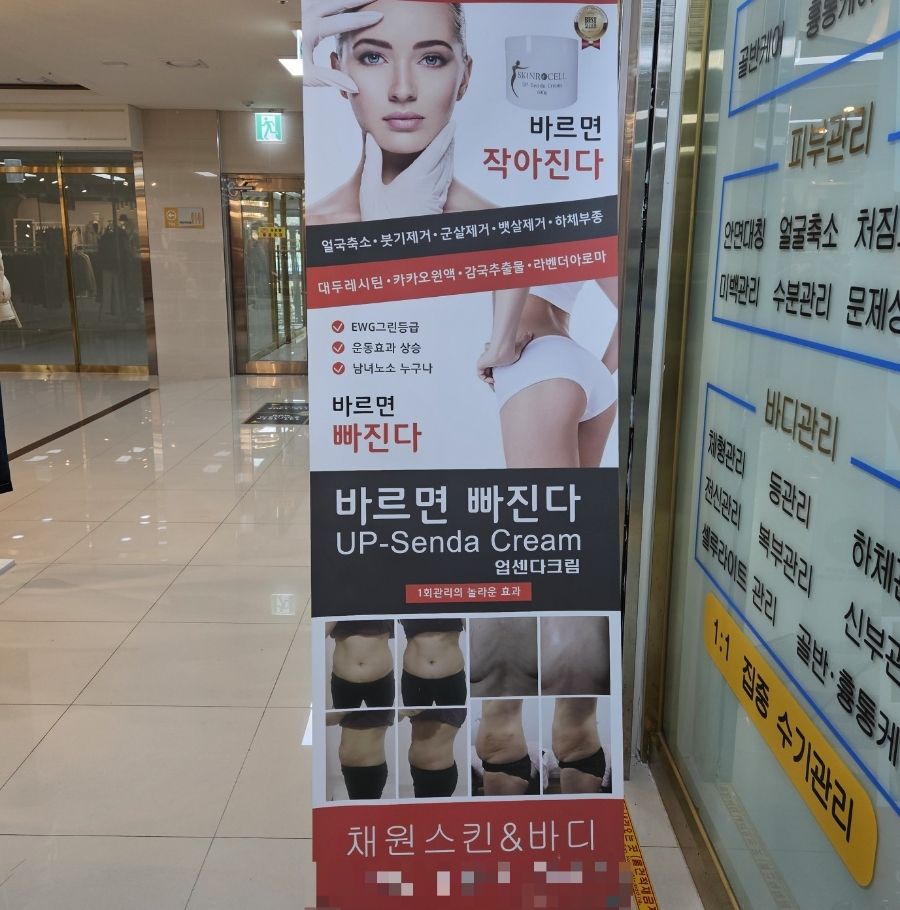 BEST
SKINROCELL
UP Senda Cream
바르면
작아진다
얼국축소·붓기제거·군살제거·뱃살제거·하체부종
대두레시틴·카카오원액·감국추출물·라벤더아로마
EWG그린등급
운동효과 상승
남녀노소 누구나
바르면
빠진다
바르면 빠진다
UP-Senda Cream
업센다크림
1회관리의 놀라운 효과
채원스킨&바디
골반케어 흉통케어
피부관리
안면대칭 얼굴축소 처짐
미백관리 수분관리 문제성
바디관리
체형관리 등관리
전신관리 복부관리 하체관
셀룰라이트 관리 신부관
골반·흉통케
1:1 집중 수기관리